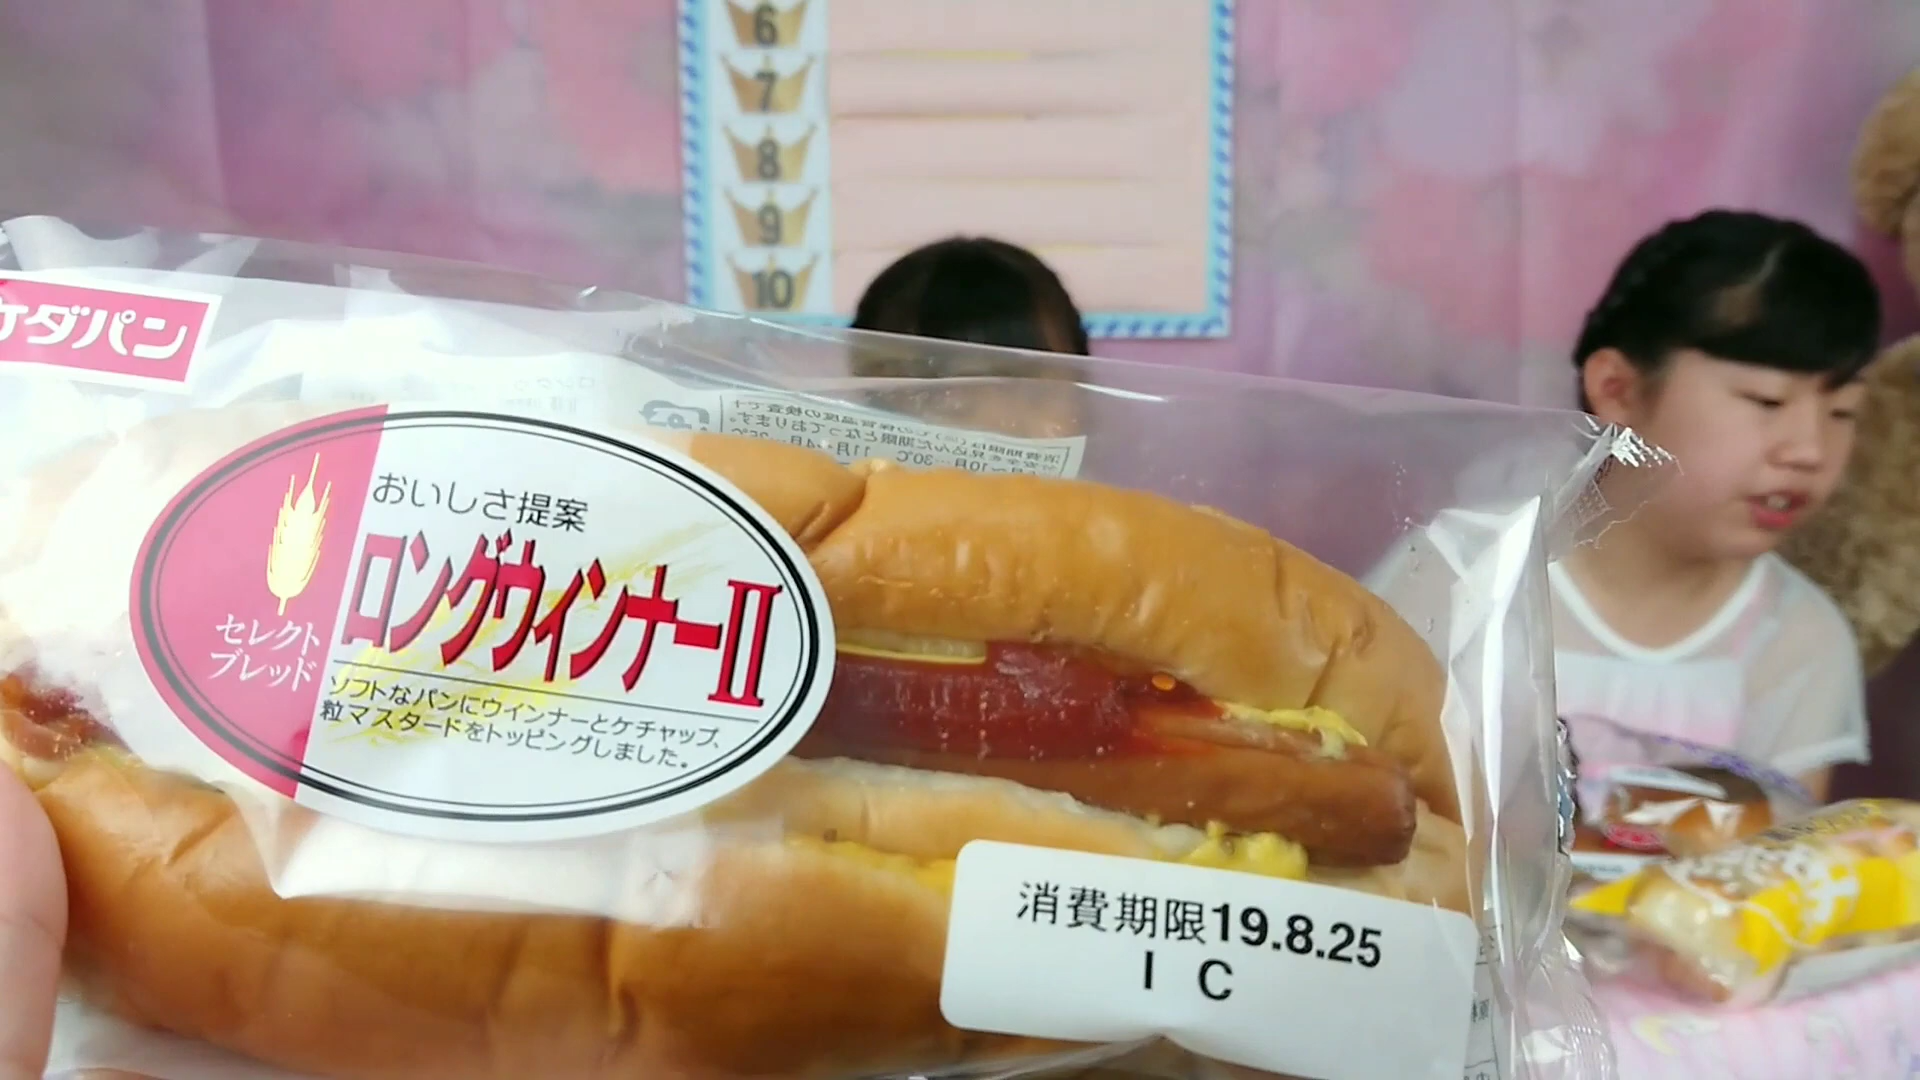 6
7
8
9
10
ケダパン
おいしさ提案
ロングウインナーII
セレクト
ブレッド
ソフトなパンにウインナーとケチャップ、
粒マスタードをトッピングしました。
消費期限19.8.25
I C